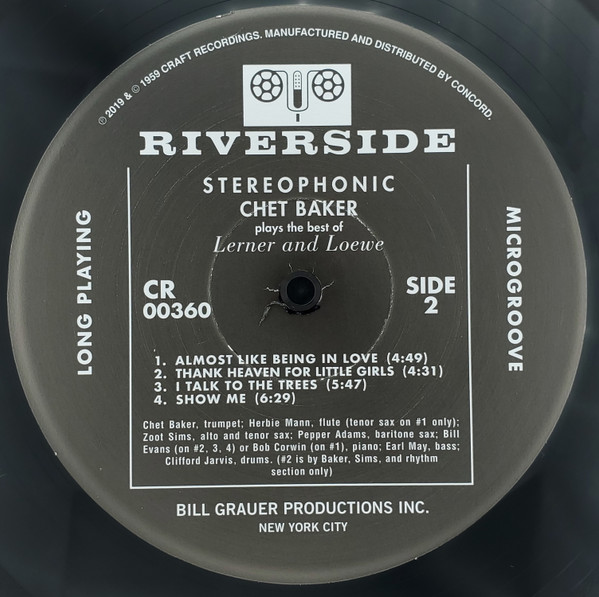 ℗ 2019 & © 1959 CRAFT RECORDINGS. MANUFACTURED AND DISTRIBUTED BY CONCORD.
RIVERSIDE
STEREOPHONIC
CHET BAKER
plays the best of
Lerner and Loewe
LONG PLAYING
MICROGROOVE
CR
00360
SIDE
2
1. ALMOST LIKE BEING IN LOVE (4:49)
2. THANK HEAVEN FOR LITTLE GIRLS (4:31)
3. I TALK TO THE TREES (5:47)
4. SHOW ME (6:29)
Chet Baker, trumpet; Herbie Mann, flute (tenor sax on #1 only);
Zoot Sims, alto and tenor sax; Pepper Adams, baritone sax; Bill
Evans (on #2, 3, 4) or Bob Corwin (on #1), piano; Earl May, bass;
Clifford Jarvis, drums. (#2 is by Baker, Sims, and rhythm
section only)
BILL GRAUER PRODUCTIONS INC.
NEW YORK CITY